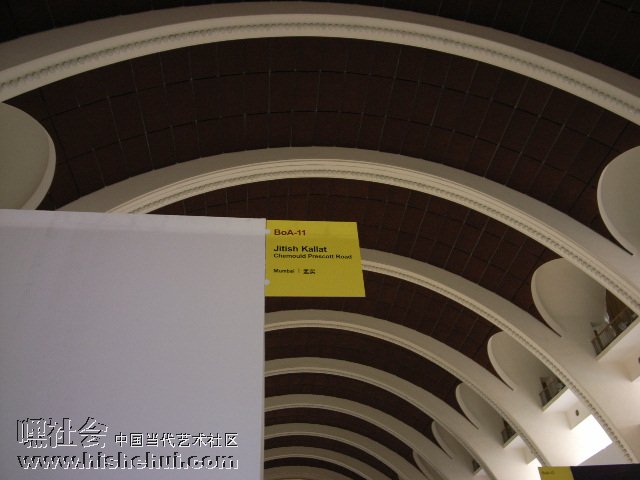 BoA-11
Jitish Kallat
Chemould Prescott Road
Mumbai | 孟买
嘿社会 中国当代艺术社区
www.hishehui.com